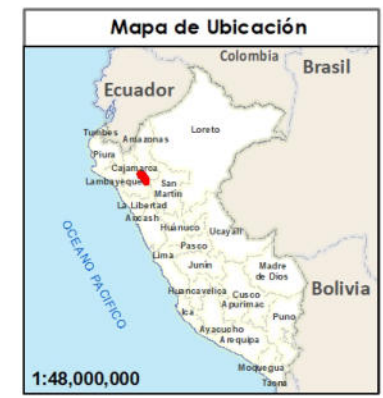 Mapa de Ubicación
Colombia
Brasil
Ecuador
Tumbes
Amazonas
Loreto
Piura
Cajamarca
Lambayeque
San
Martín
La Libertad
Ancash
Huánuco
Ucayali
OCEANO PACIFICO
Pasco
Lima
Junín
Madre
de Dios
Huancavelica
Cusco
Bolivia
Apurimac
Ica
Puno
Ayacucho
Arequipa
Moquegua
Tacna
1:48,000,000